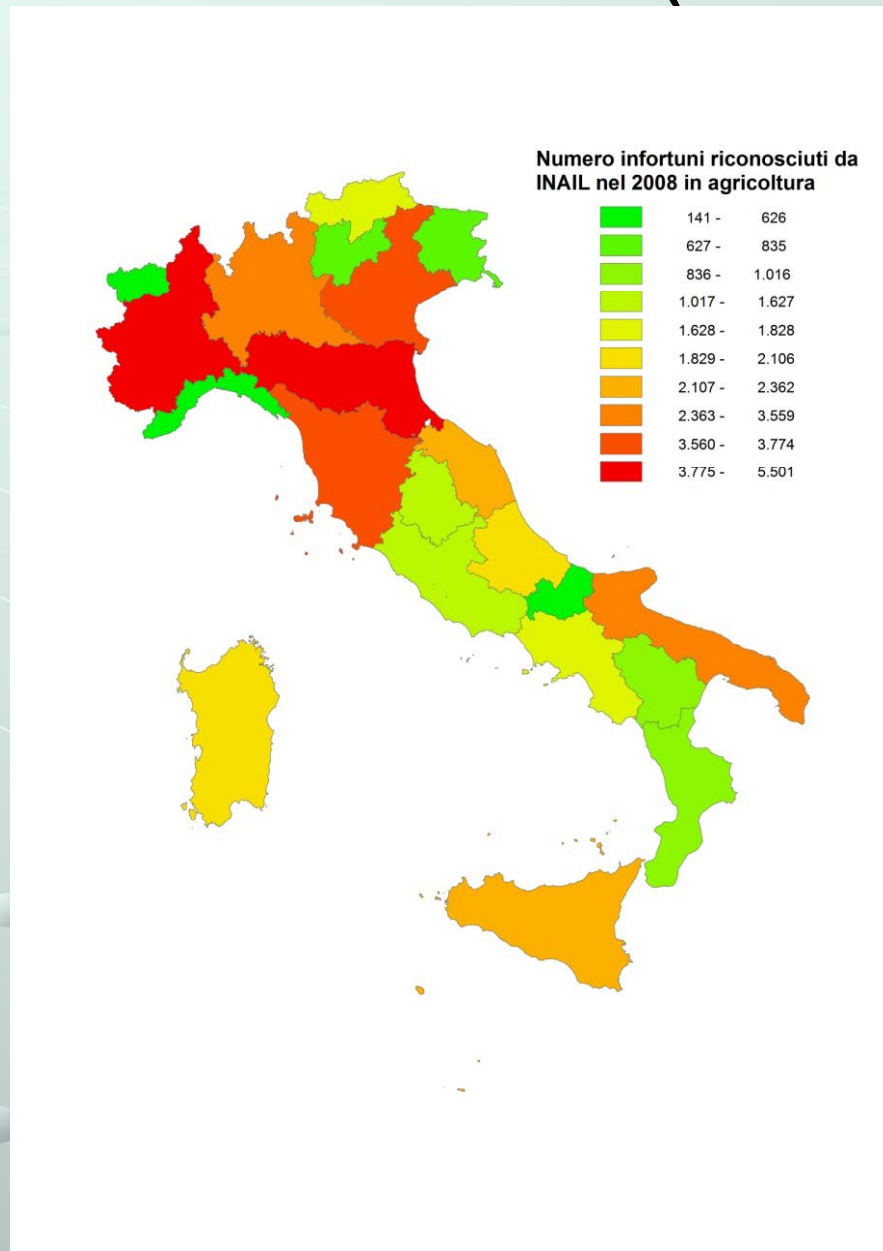 Numero infortuni riconosciuti da
INAIL nel 2008 in agricoltura
141 - 626
627 - 835
836 - 1.016
1.017 - 1.627
1.628 - 1.828
1.829 - 2.106
2.107 - 2.362
2.363 - 3.559
3.560 - 3.774
3.775 - 5.501